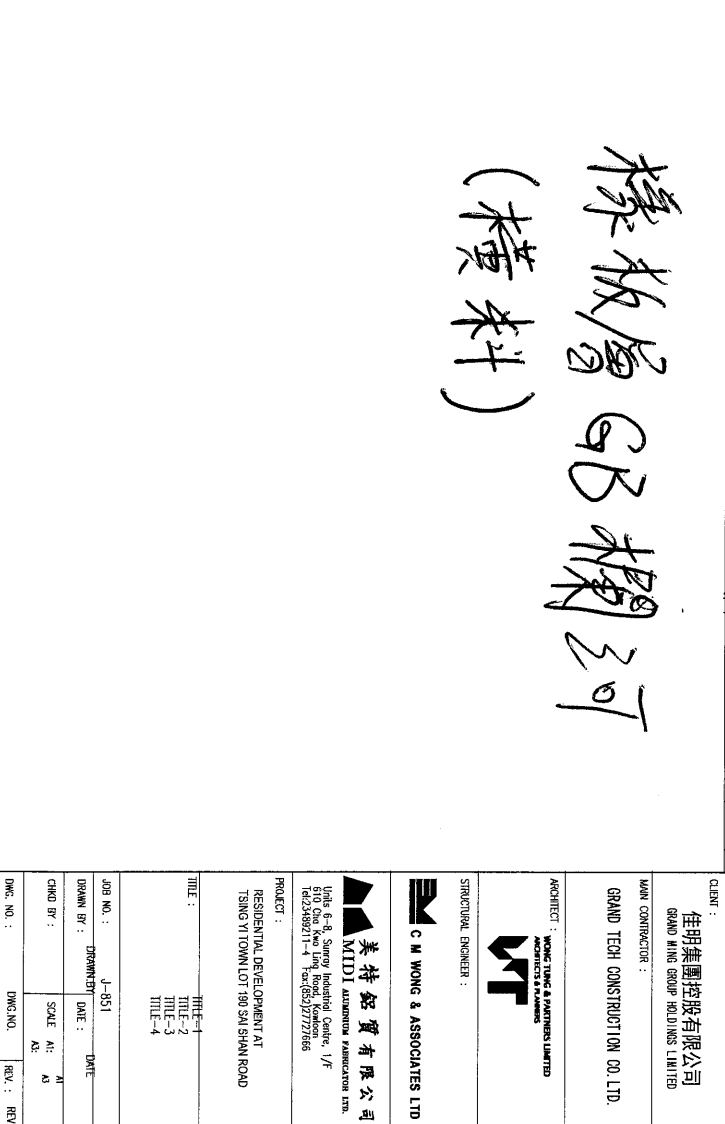 樣板層 GB 欄河
(橫料)
CLIENT :
佳明集團控股有限公司
GRAND MING GROUP HOLDINGS LIMITED
MAIN CONTRACTOR :
GRAND TECH CONSTRUCTION CO. LTD.
ARCHITECT :
WONG TUNG & PARTNERS LIMITED
ARCHITECTS & PLANNERS
STRUCTURAL ENGINEER :
C M WONG & ASSOCIATES LTD
美特鋁質有限公司
MIDI ALUMINIUM FABRICATOR LTD.
Units 6-8, Sunray Industrial Centre, 1/F
610 Cha Kwo Ling Road, Kowloon
Tel:23489211-4 Fax:(852)27727666
PROJECT :
RESIDENTIAL DEVELOPMENT AT
TSING YI TOWN LOT 190 SAI SHAN ROAD
TITLE :
TITLE-1
TITLE-2
TITLE-3
TITLE-4
JOB NO. : J-851
DRAWN BY : DRAWN BY DATE : DATE
CHKD BY : SCALE A1: A1
A3: A3
DWG. NO. : DWG.NO. REV. : REV